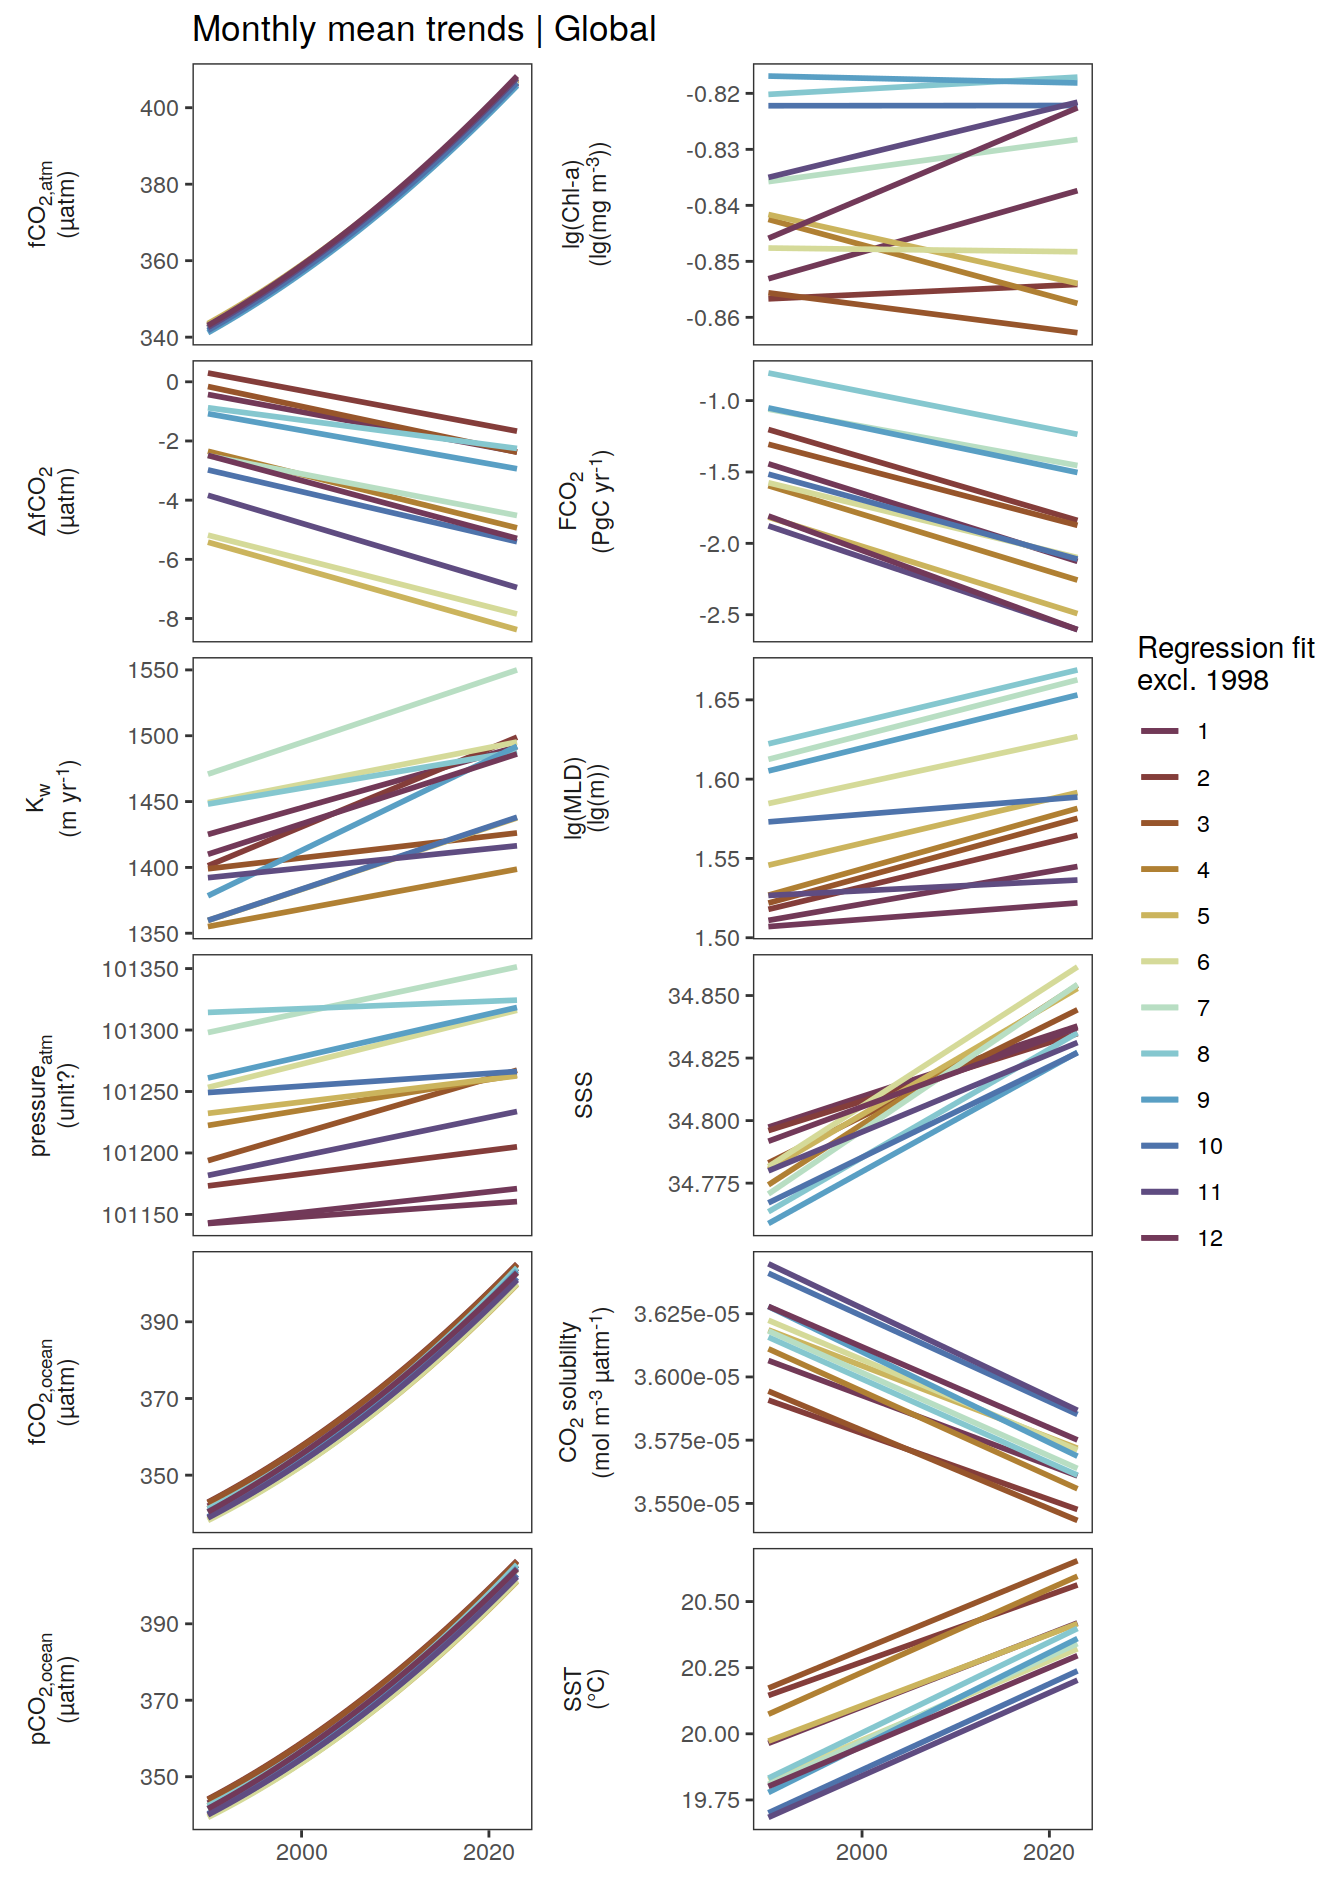 Monthly mean trends | Global
fCO2,atm
(µatm)
400
380
360
340
lg(Chl-a)
(lg(mg m-3))
-0.82
-0.83
-0.84
-0.85
-0.86
ΔfCO2
(µatm)
0
-2
-4
-6
-8
FCO2
(PgC yr-1)
-1.0
-1.5
-2.0
-2.5
Kw
(m yr-1)
1550
1500
1450
1400
1350
lg(MLD)
(lg(m))
1.65
1.60
1.55
1.50
pressureatm
(unit?)
101350
101300
101250
101200
101150
SSS
34.850
34.825
34.800
34.775
fCO2,ocean
(µatm)
390
370
350
CO2 solubility
(mol m-3 µatm-1)
3.625e-05
3.600e-05
3.575e-05
3.550e-05
pCO2,ocean
(µatm)
390
370
350
2000
2020
SST
(°C)
20.50
20.25
20.00
19.75
2000
2020
Regression fit
excl. 1998
1
2
3
4
5
6
7
8
9
10
11
12